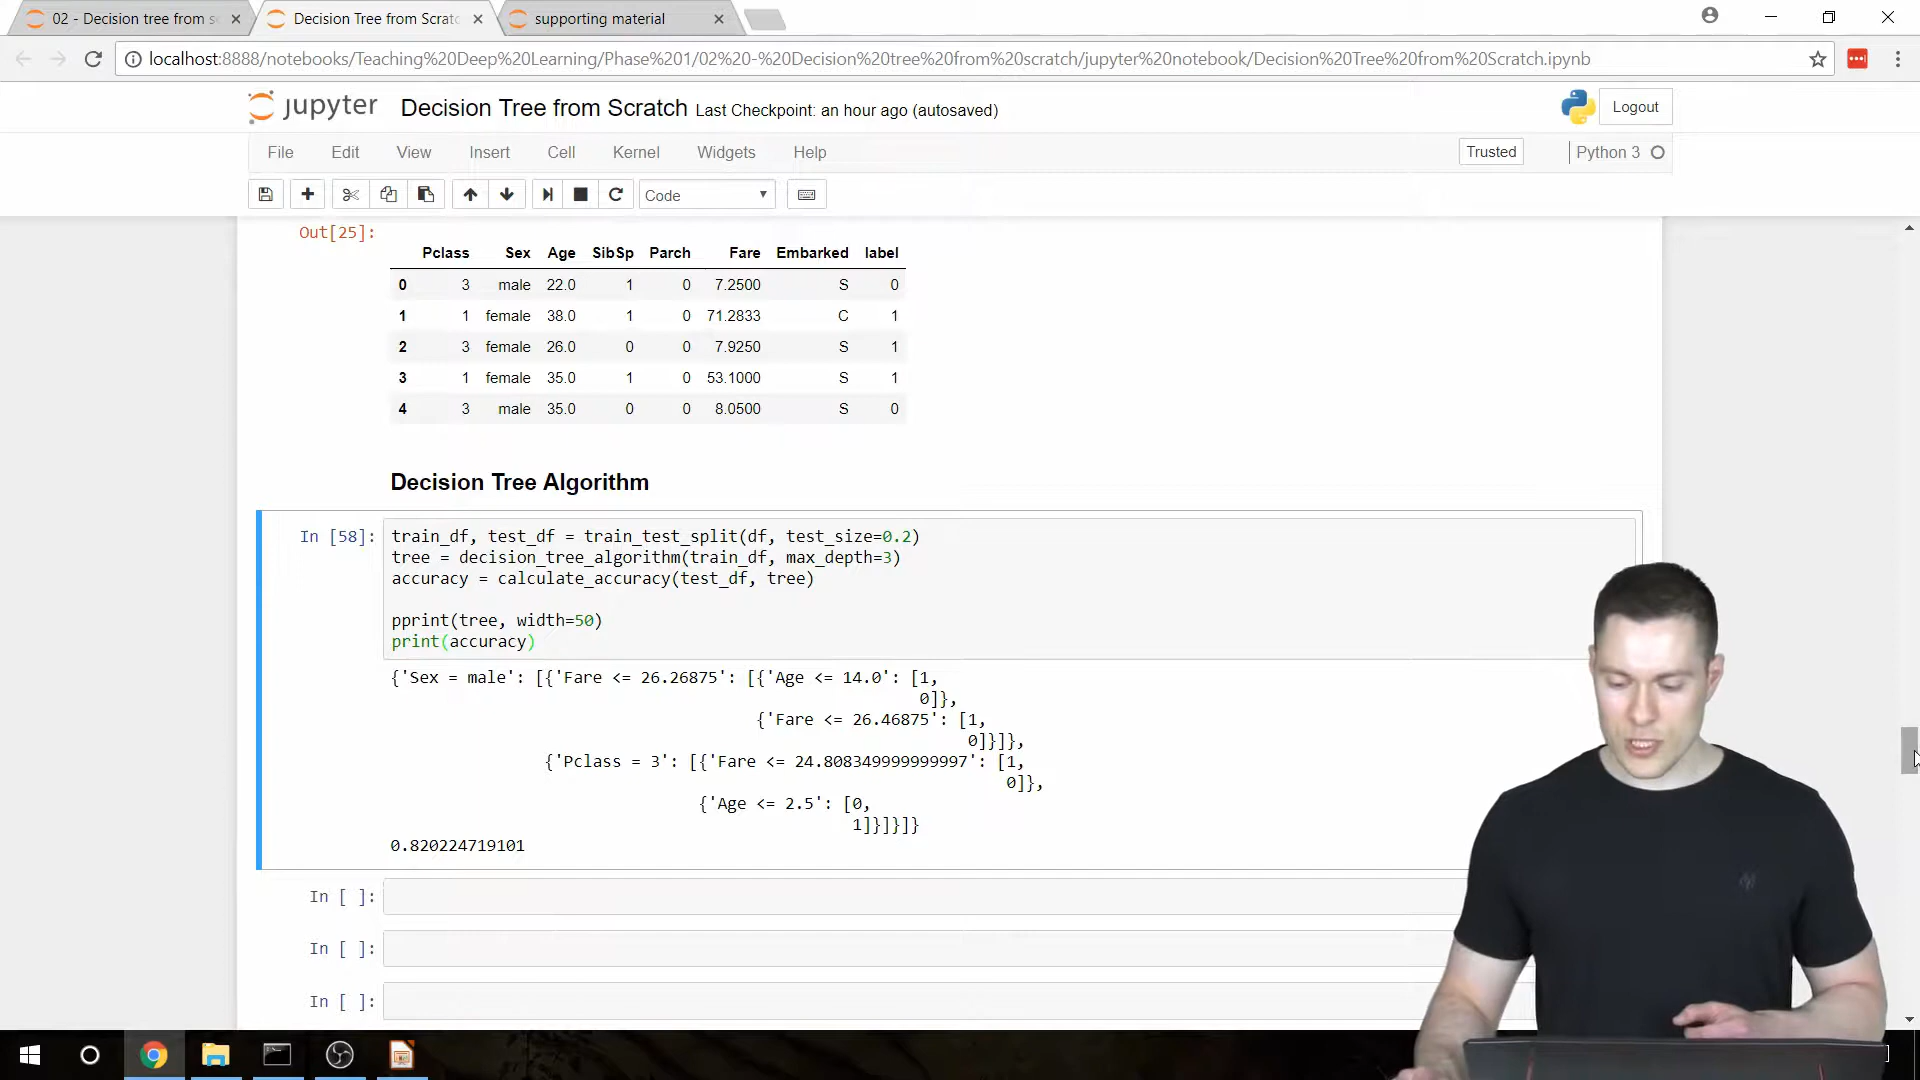 02 - Decision tree from s
Decision Tree from Scratc
supporting material
localhost:8888/notebooks/Teaching%20Deep%20Learning/Phase%201/02%20-%20Decision%20tree%20from%20scratch/jupyter%20notebook/Decision%20Tree%20from%20Scratch.ipynb
jupyter Decision Tree from Scratch Last Checkpoint: an hour ago (autosaved)
Logout
File Edit View Insert Cell Kernel Widgets Help
Trusted
Python 3
Code
Out[25]:
Pclass Sex Age SibSp Parch Fare Embarked label
0 3 male 22.0 1 0 7.2500 S 0
1 1 female 38.0 1 0 71.2833 C 1
2 3 female 26.0 0 0 7.9250 S 1
3 1 female 35.0 1 0 53.1000 S 1
4 3 male 35.0 0 0 8.0500 S 0
Decision Tree Algorithm
In [58]:
train_df, test_df = train_test_split(df, test_size=0.2)
tree = decision_tree_algorithm(train_df, max_depth=3)
accuracy = calculate_accuracy(test_df, tree)
pprint(tree, width=50)
print(accuracy)
{'Sex = male': [{'Fare <= 26.26875': [{'Age <= 14.0': [1,
0]},
{'Fare <= 26.46875': [1,
0]}]},
{'Pclass = 3': [{'Fare <= 24.808349999999997': [1,
0]},
{'Age <= 2.5': [0,
1]}]}]}
0.820224719101
In [ ]:
In [ ]:
In [ ]: